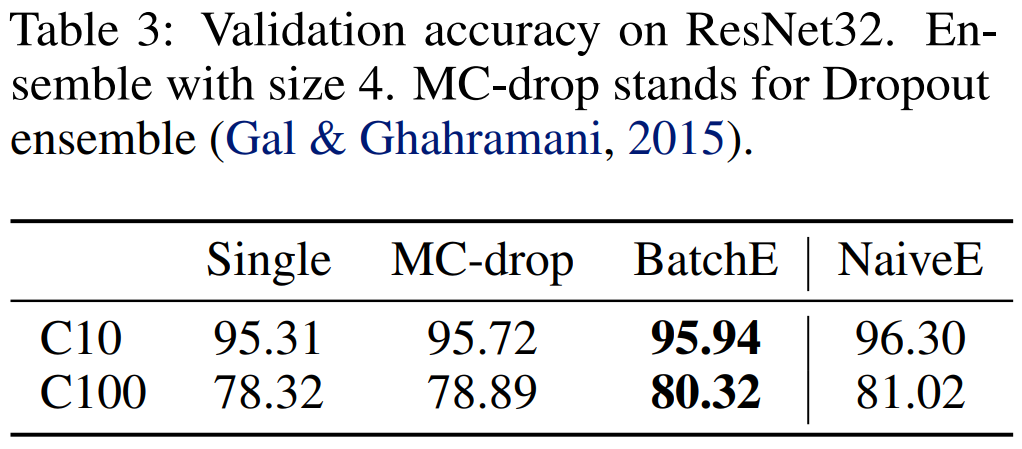 Table 3: Validation accuracy on ResNet32. En-
semble with size 4. MC-drop stands for Dropout
ensemble (Gal & Ghahramani, 2015).
Single MC-drop BatchE NaiveE
C10 95.31 95.72 95.94 96.30
C100 78.32 78.89 80.32 81.02